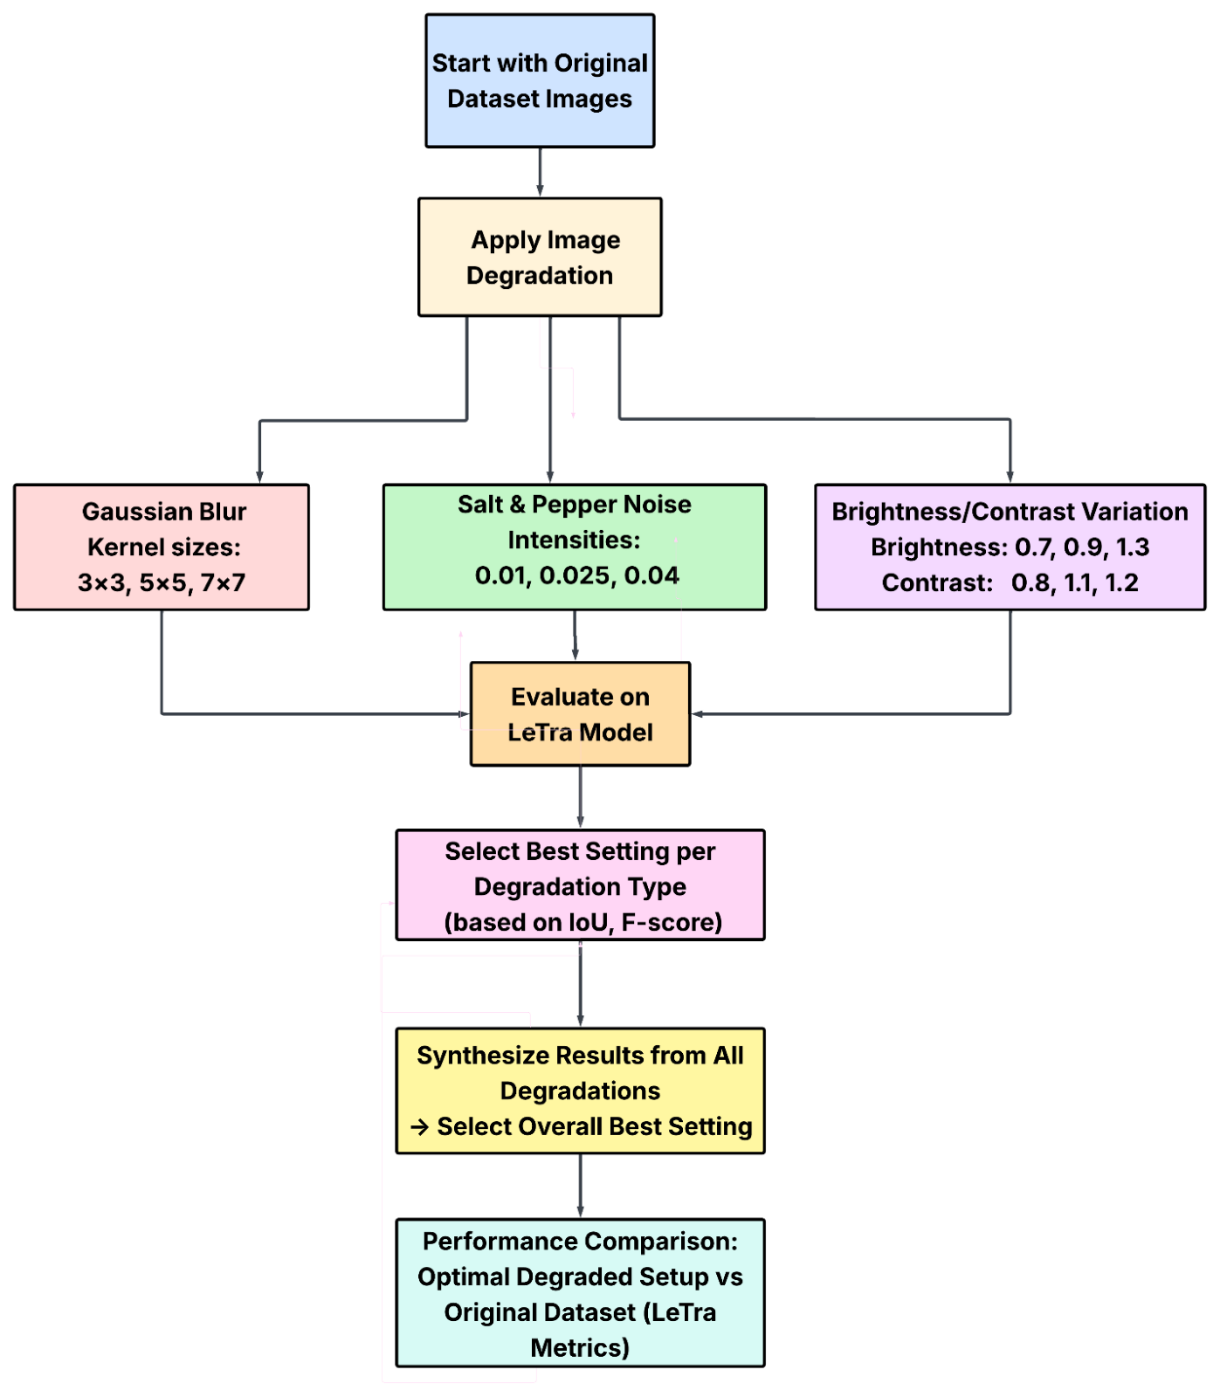 Start with Original
Dataset Images
Apply Image
Degradation
Gaussian Blur
Kernel sizes:
3×3, 5×5, 7×7
Salt & Pepper Noise
Intensities:
0.01, 0.025, 0.04
Brightness/Contrast Variation
Brightness: 0.7, 0.9, 1.3
Contrast: 0.8, 1.1, 1.2
Evaluate on
LeTra Model
Select Best Setting per
Degradation Type
(based on IoU, F-score)
Synthesize Results from All
Degradations
→ Select Overall Best Setting
Performance Comparison:
Optimal Degraded Setup vs
Original Dataset (LeTra
Metrics)